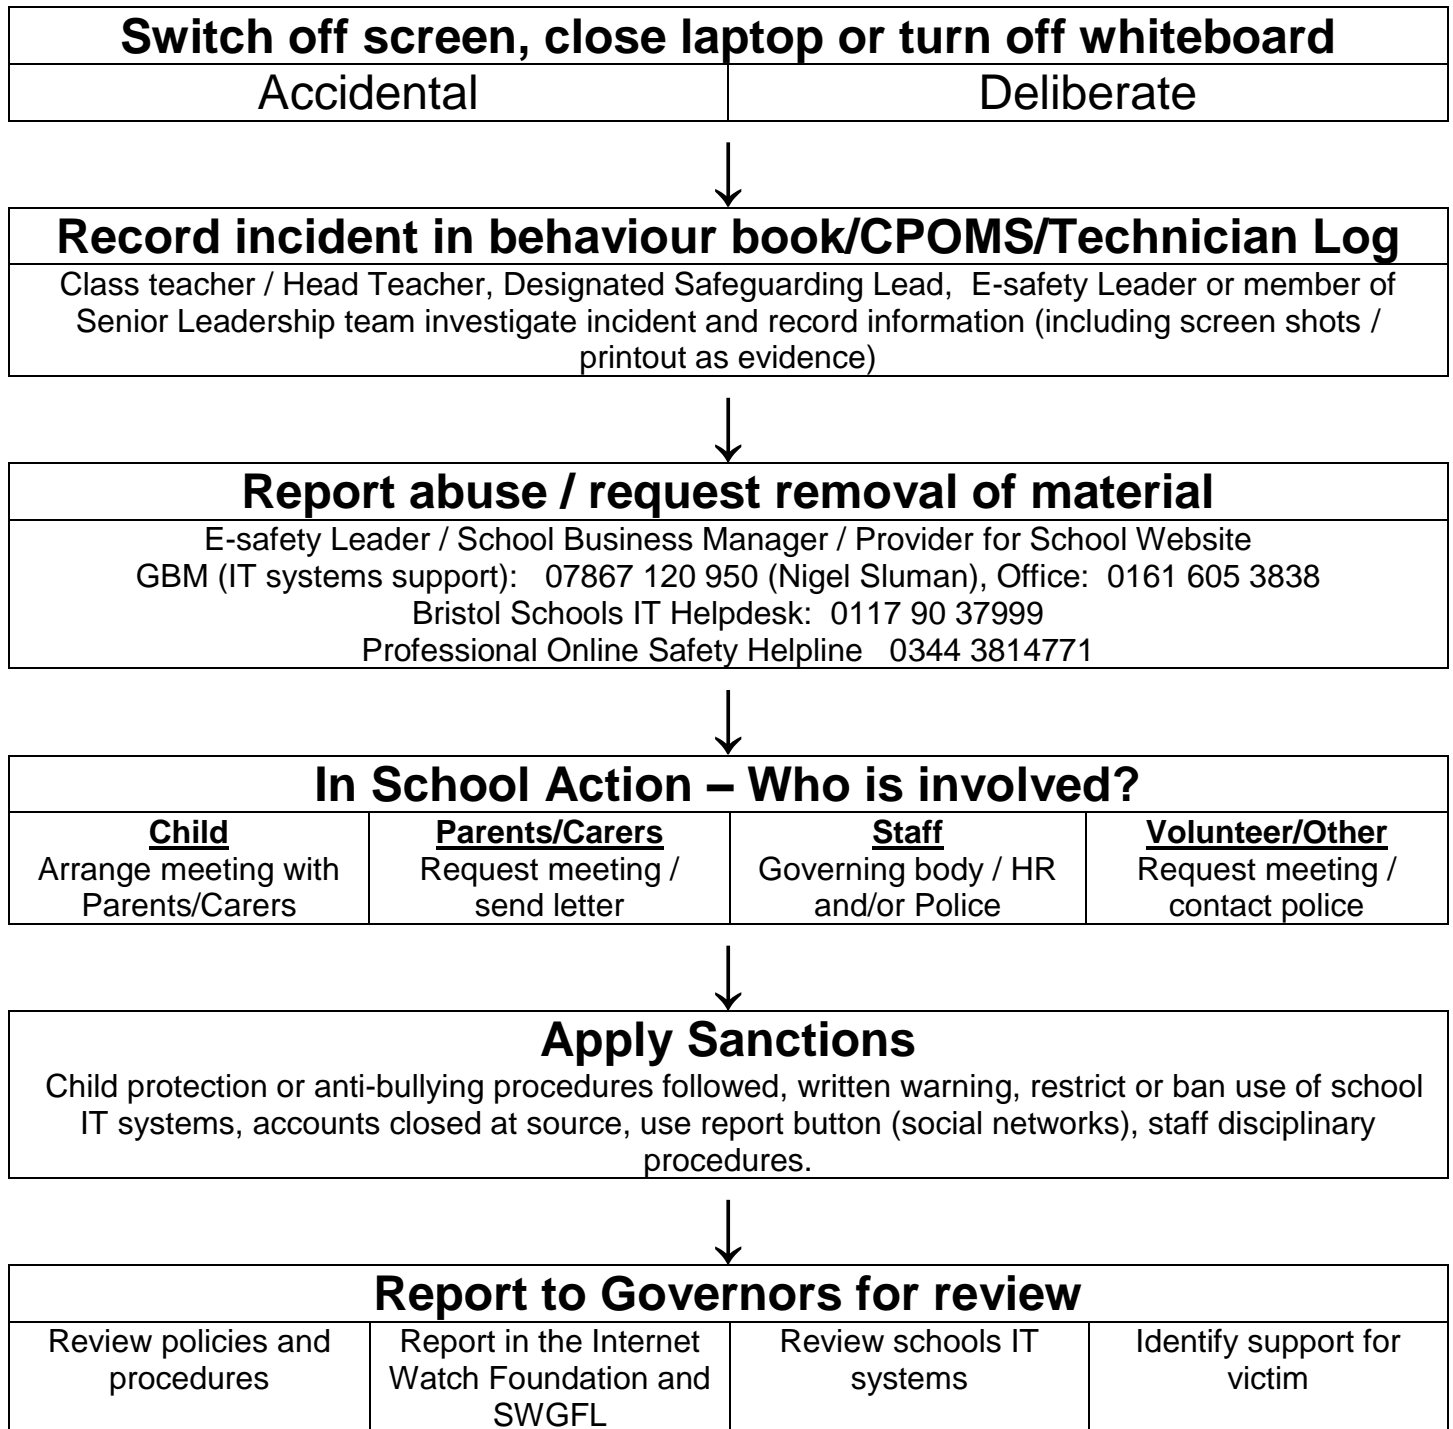 Switch off screen, close laptop or turn off whiteboard
Accidental
Deliberate
Record incident in behaviour book/CPOMS/Technician Log
Class teacher / Head Teacher, Designated Safeguarding Lead,  E-safety Leader or member of
Senior Leadership team investigate incident and record information (including screen shots /
printout as evidence)
Report abuse / request removal of material
E-safety Leader / School Business Manager / Provider for School Website
GBM (IT systems support):   07867 120 950 (Nigel Sluman), Office:  0161 605 3838
Bristol Schools IT Helpdesk:  0117 90 37999
Professional Online Safety Helpline   0344 3814771
In School Action – Who is involved?
Child
Arrange meeting with
Parents/Carers
Parents/Carers
Request meeting /
send letter
Staff
Governing body / HR
and/or Police
Volunteer/Other
Request meeting /
contact police
Apply Sanctions
Child protection or anti-bullying procedures followed, written warning, restrict or ban use of school
IT systems, accounts closed at source, use report button (social networks), staff disciplinary
procedures.
Report to Governors for review
Review policies and
procedures
Report in the Internet
Watch Foundation and
SWGFL
Review schools IT
systems
Identify support for
victim